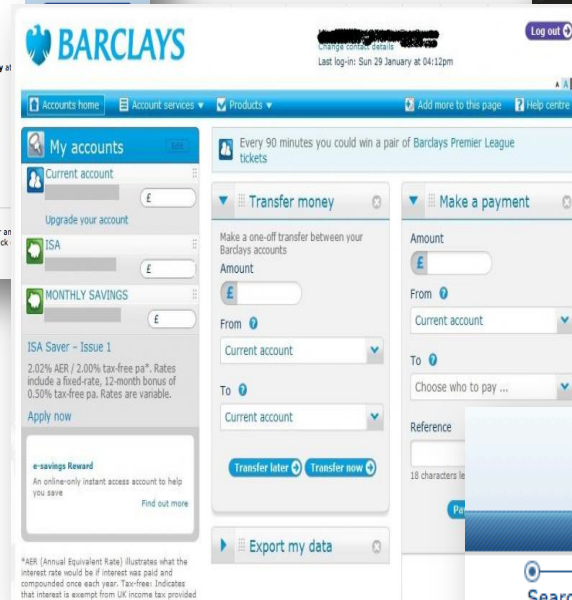 BARCLAYS
Change contact details
Last log-in: Sun 29 January at 04:12pm
Log out
A A
Accounts home
Account services
Products
Add more to this page
Help centre
My accounts
Edit
Current account
£
Upgrade your account
ISA
£
MONTHLY SAVINGS
£
ISA Saver – Issue 1
2.02% AER / 2.00% tax-free pa*. Rates
include a fixed-rate, 12-month bonus of
0.50% tax-free pa. Rates are variable.
Apply now
e-savings Reward
An online-only instant access account to help
you save
Find out more
*AER (Annual Equivalent Rate) illustrates what the
interest rate would be if interest was paid and
compounded once each year. Tax-free: Indicates
that interest is exempt from UK income tax provided
Every 90 minutes you could win a pair of Barclays Premier League
tickets
Transfer money
Make a one-off transfer between your
Barclays accounts
Amount
£
From
Current account
To
Current account
Transfer later
Transfer now
Export my data
Make a payment
Amount
£
From
Current account
To
Choose who to pay ...
Reference
18 characters le
Pa
Searc